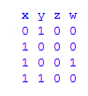 x y z w
0 1 0 0
1 0 0 0
1 0 0 1
1 1 0 0